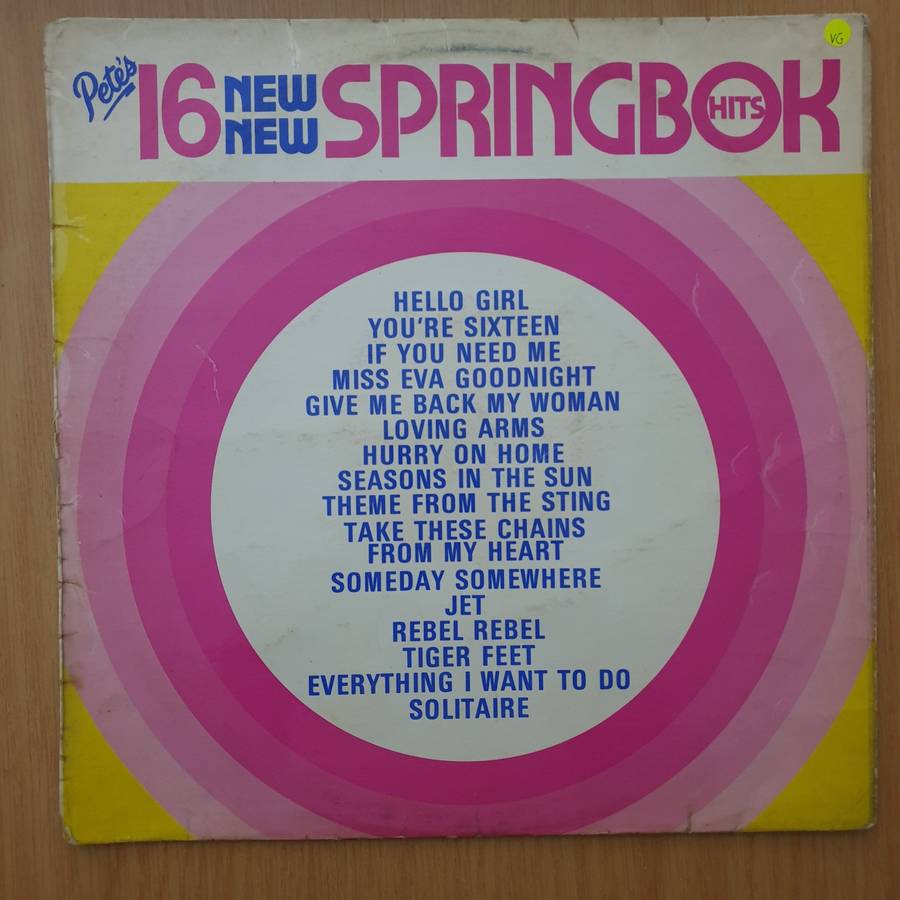 Pete's
16 NEW NEW SPRINGBOK HITS
VG
HELLO GIRL
YOU'RE SIXTEEN
IF YOU NEED ME
MISS EVA GOODNIGHT
GIVE ME BACK MY WOMAN
LOVING ARMS
HURRY ON HOME
SEASONS IN THE SUN
THEME FROM THE STING
TAKE THESE CHAINS
FROM MY HEART
SOMEDAY SOMEWHERE
JET
REBEL REBEL
TIGER FEET
EVERYTHING I WANT TO DO
SOLITAIRE